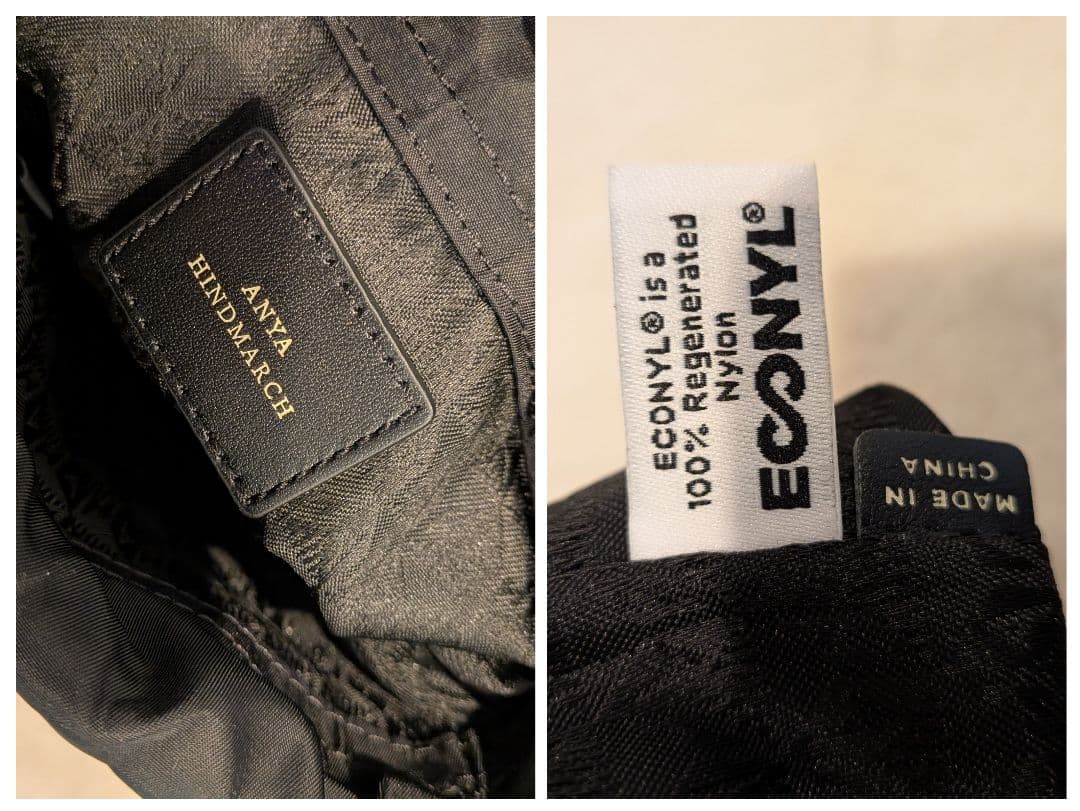 ANYA
HINDMARCH
ECONYL® is a
100% Regenerated
Nylon
ECONYL®
MADE IN
CHINA